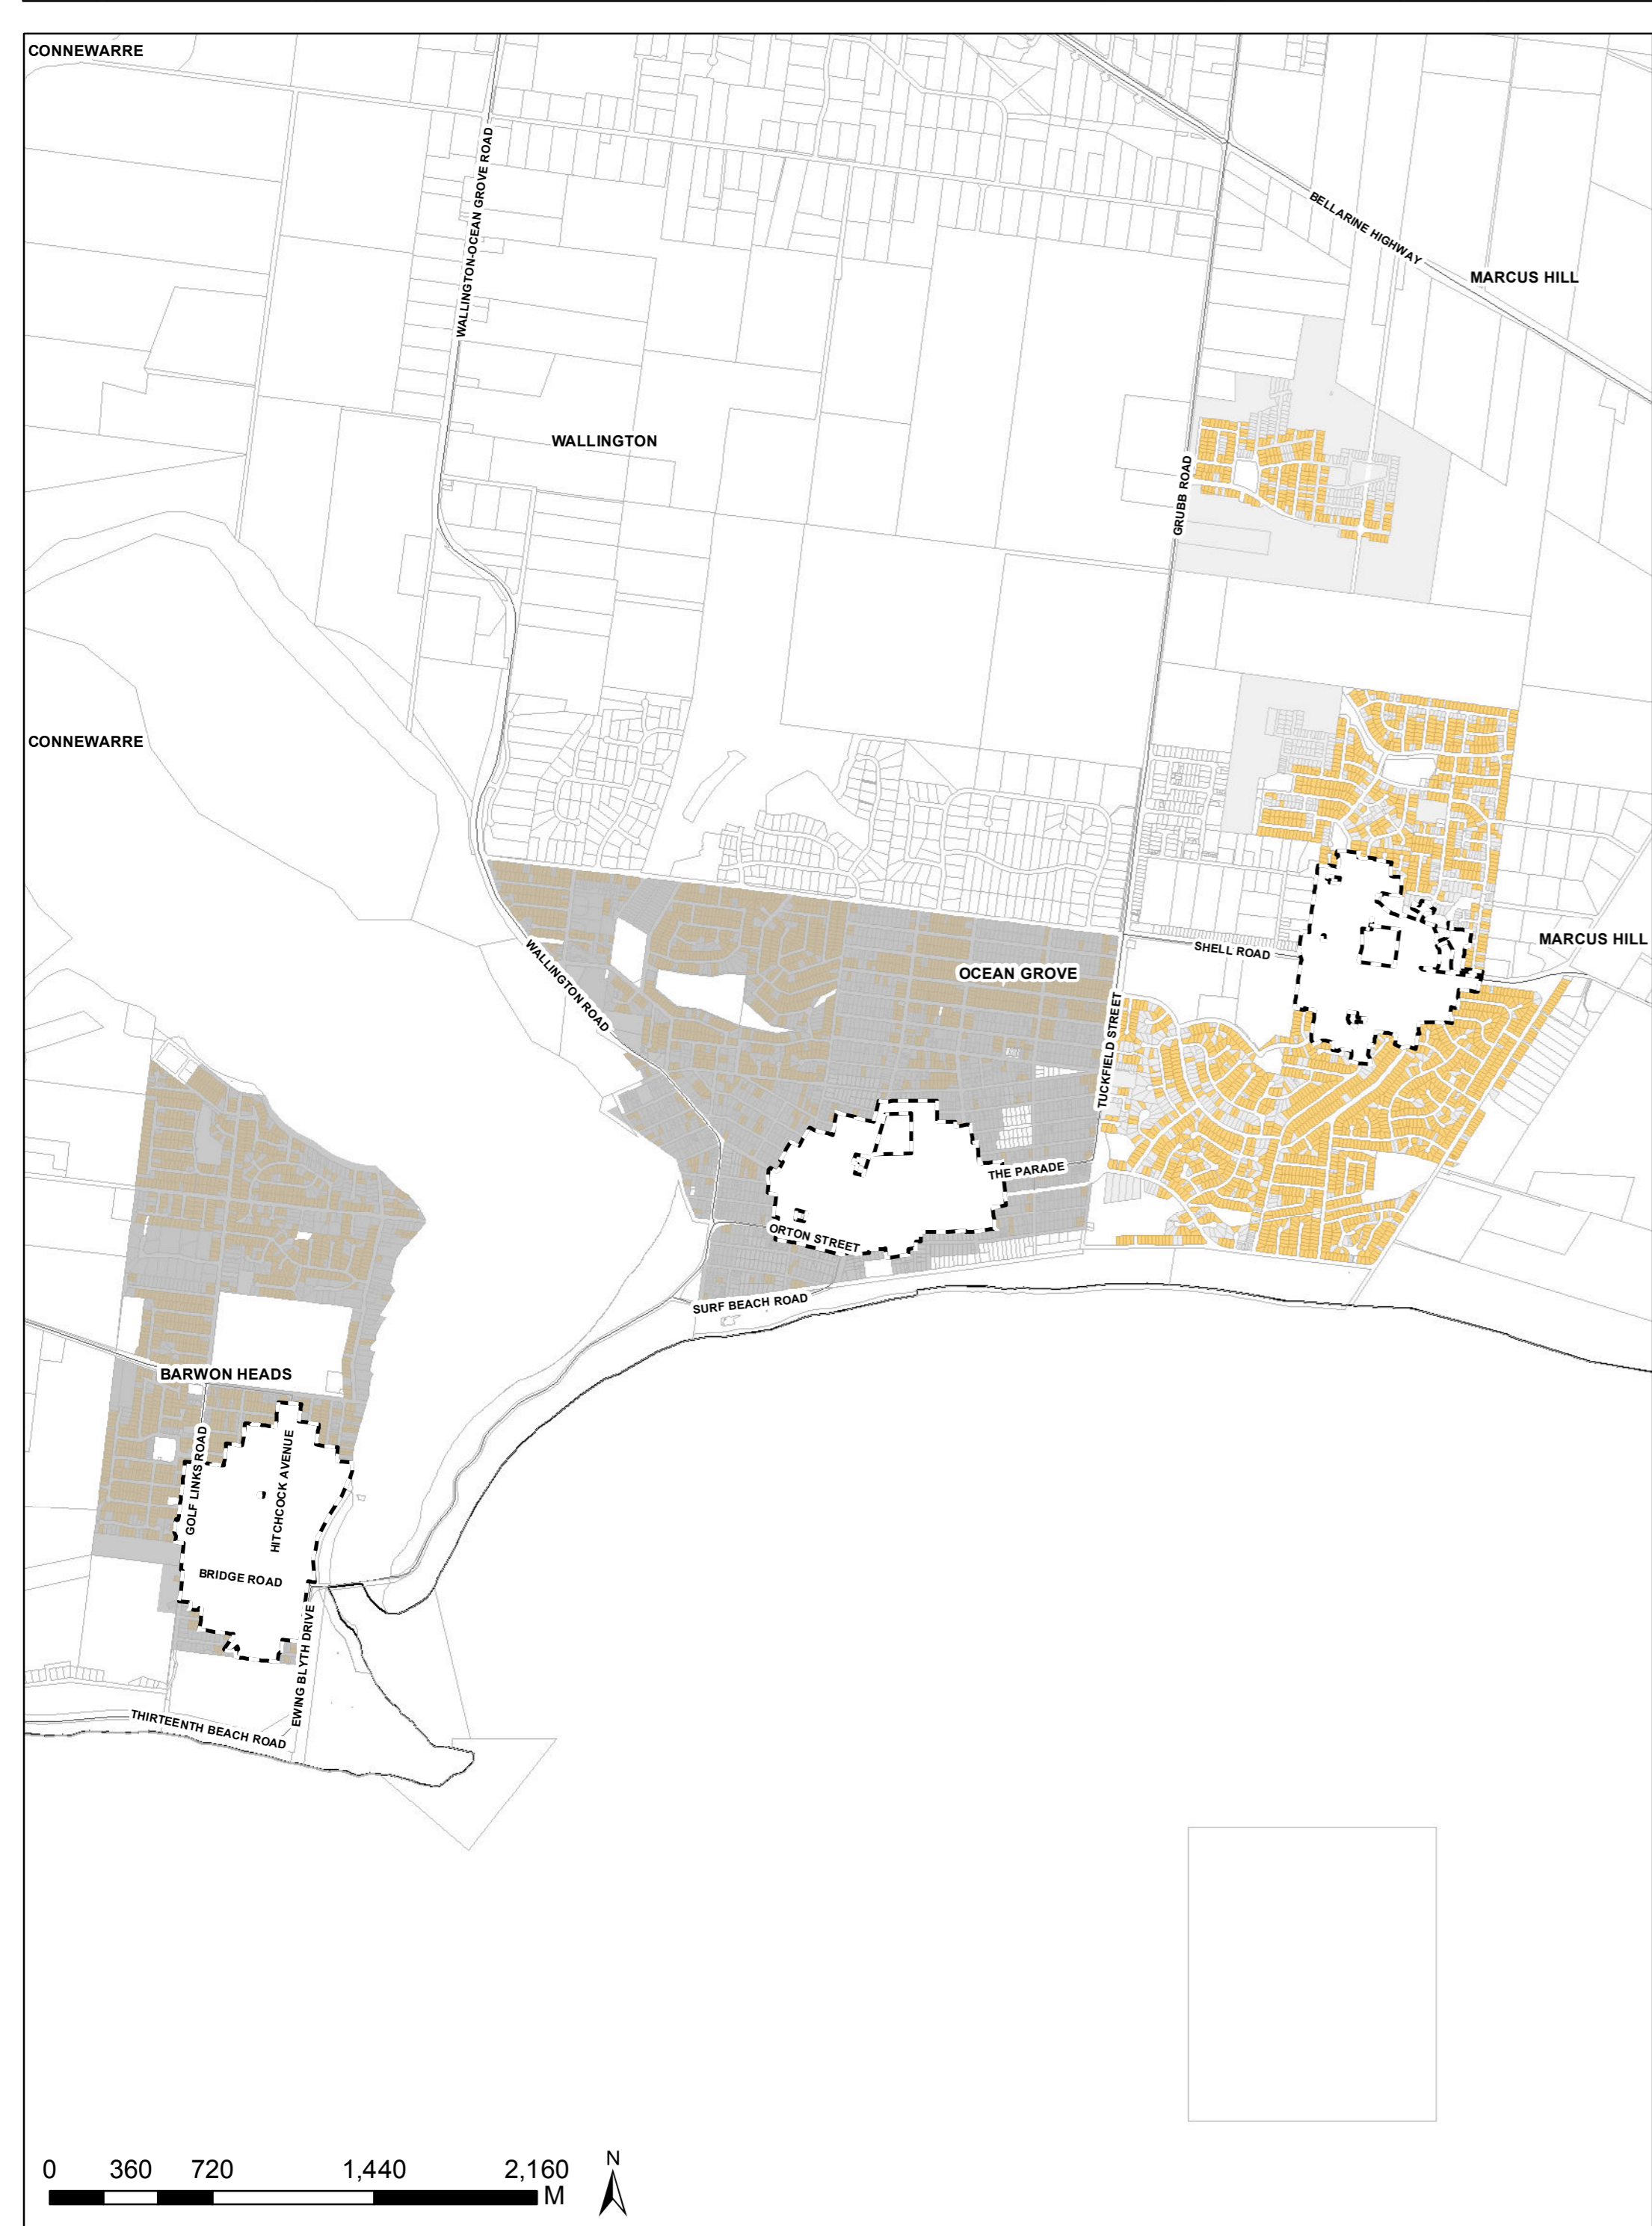 CONNEWARRE
WALLINGTON-OCEAN GROVE ROAD
BELLARINE HIGHWAY
MARCUS HILL
WALLINGTON
GRUBB ROAD
CONNEWARRE
MARCUS HILL
SHELL ROAD
OCEAN GROVE
WALLINGTON ROAD
TUCKFIELD STREET
THE PARADE
ORTON STREET
SURF BEACH ROAD
BARWON HEADS
GOLF LINKS ROAD
HITCHCOCK AVENUE
BRIDGE ROAD
EWING BLYTH DRIVE
THIRTEENTH BEACH ROAD
0 360 720 1,440 2,160
M
N